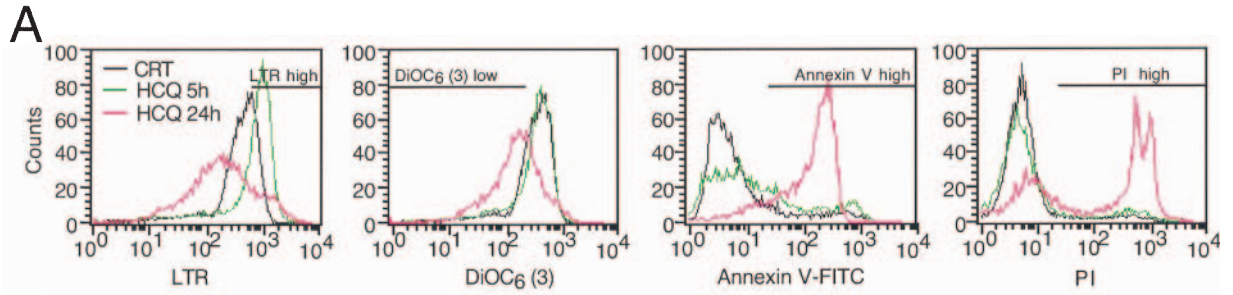 A
100
80
60
40
20
0
Counts
CRT
HCQ 5h
HCQ 24h
LTR high
10⁰ 10¹ 10² 10³ 10⁴
LTR
100
80
60
40
20
0
DiOC₆ (3) low
10⁰ 10¹ 10² 10³ 10⁴
DiOC₆ (3)
100
80
60
40
20
0
Annexin V high
10⁰ 10¹ 10² 10³ 10⁴
Annexin V-FITC
100
80
60
40
20
0
PI high
10⁰ 10¹ 10² 10³ 10⁴
PI